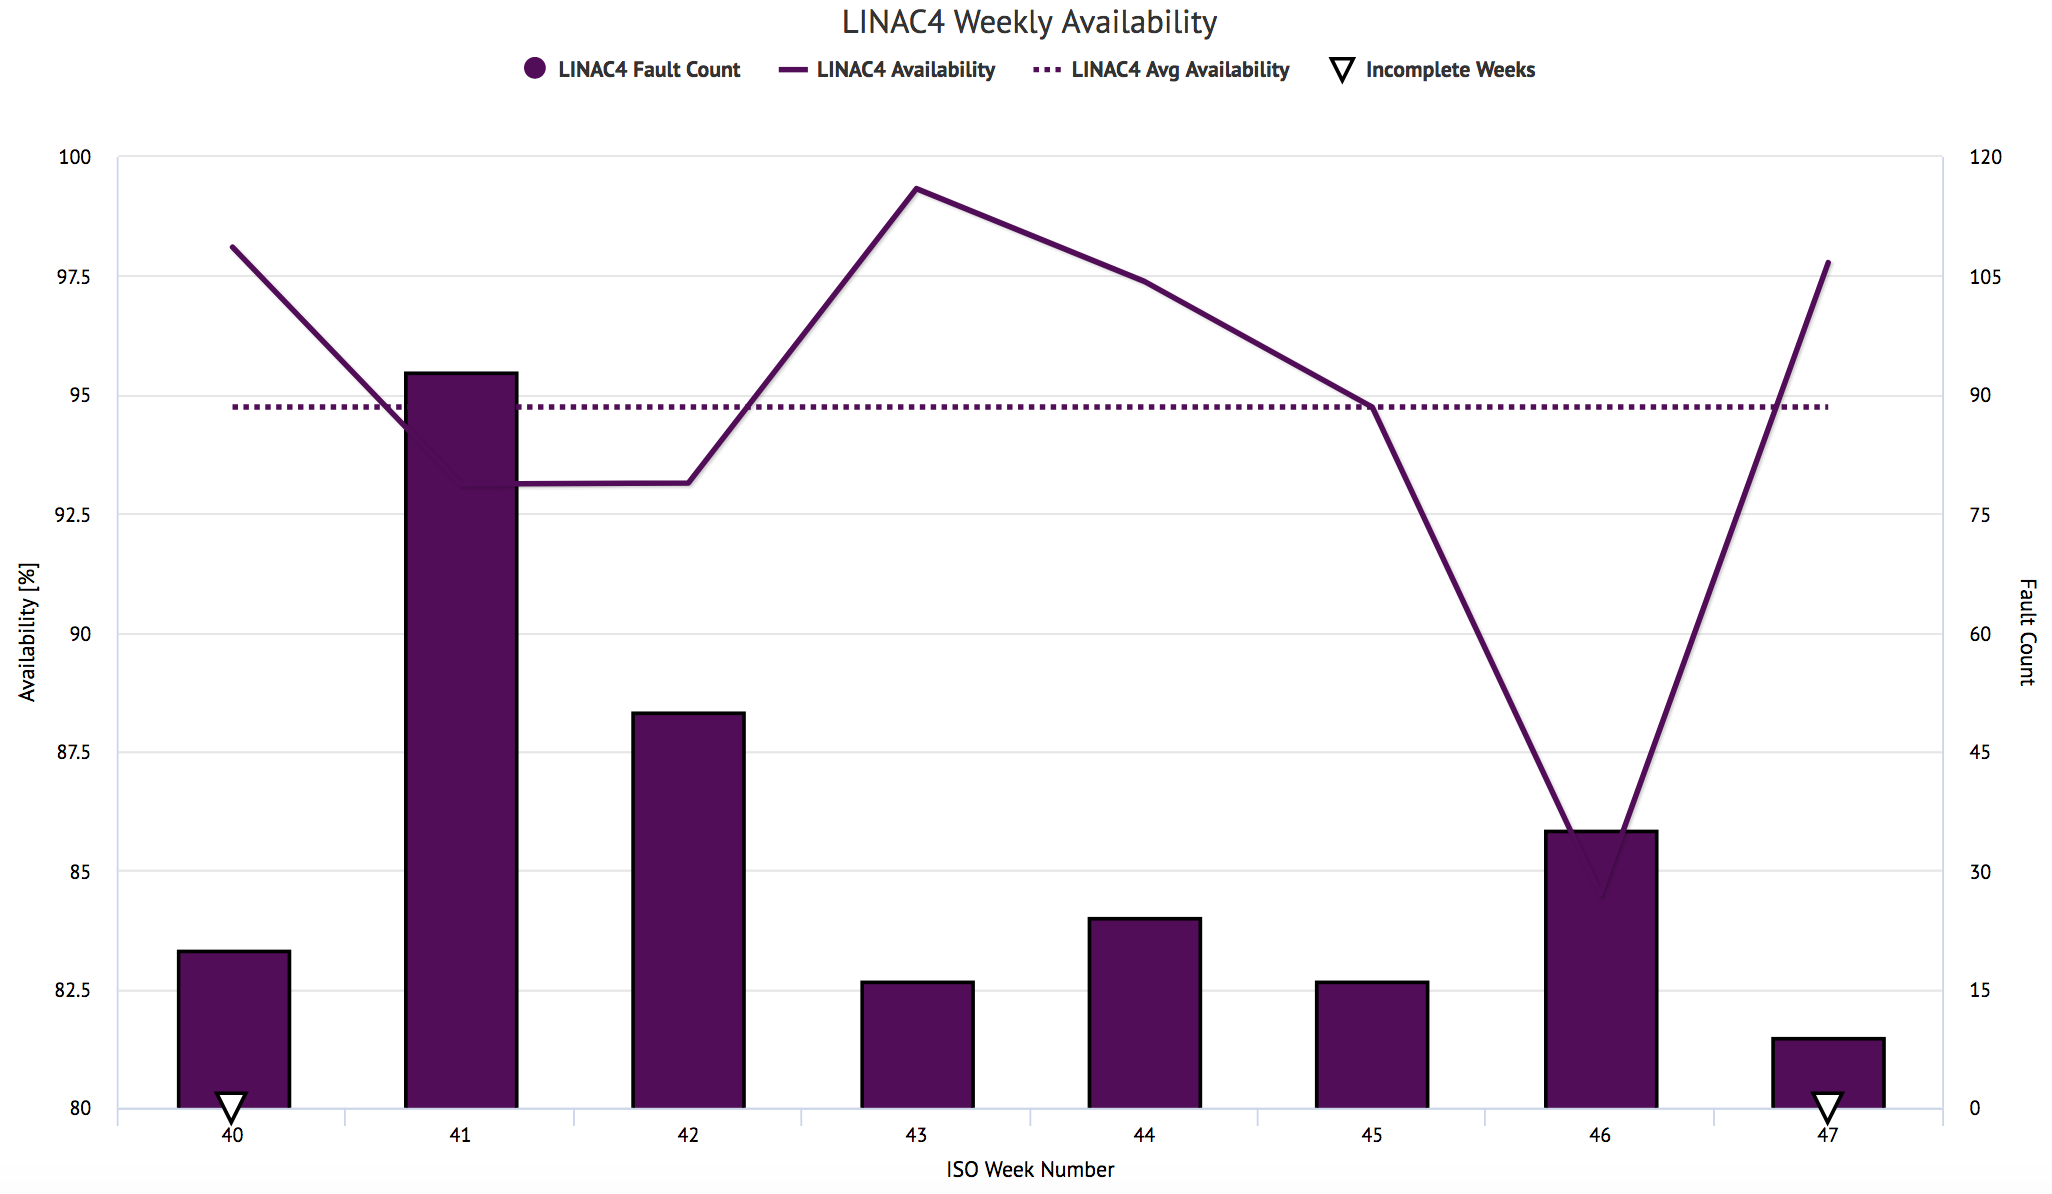 LINAC4 Weekly Availability
LINAC4 Fault Count LINAC4 Availability LINAC4 Avg Availability Incomplete Weeks
100 120
97.5 105
95 90
92.5 75
90 60
87.5 45
85 30
82.5 15
80 0
Availability [%]
Fault Count
40 41 42 43 44 45 46 47
ISO Week Number